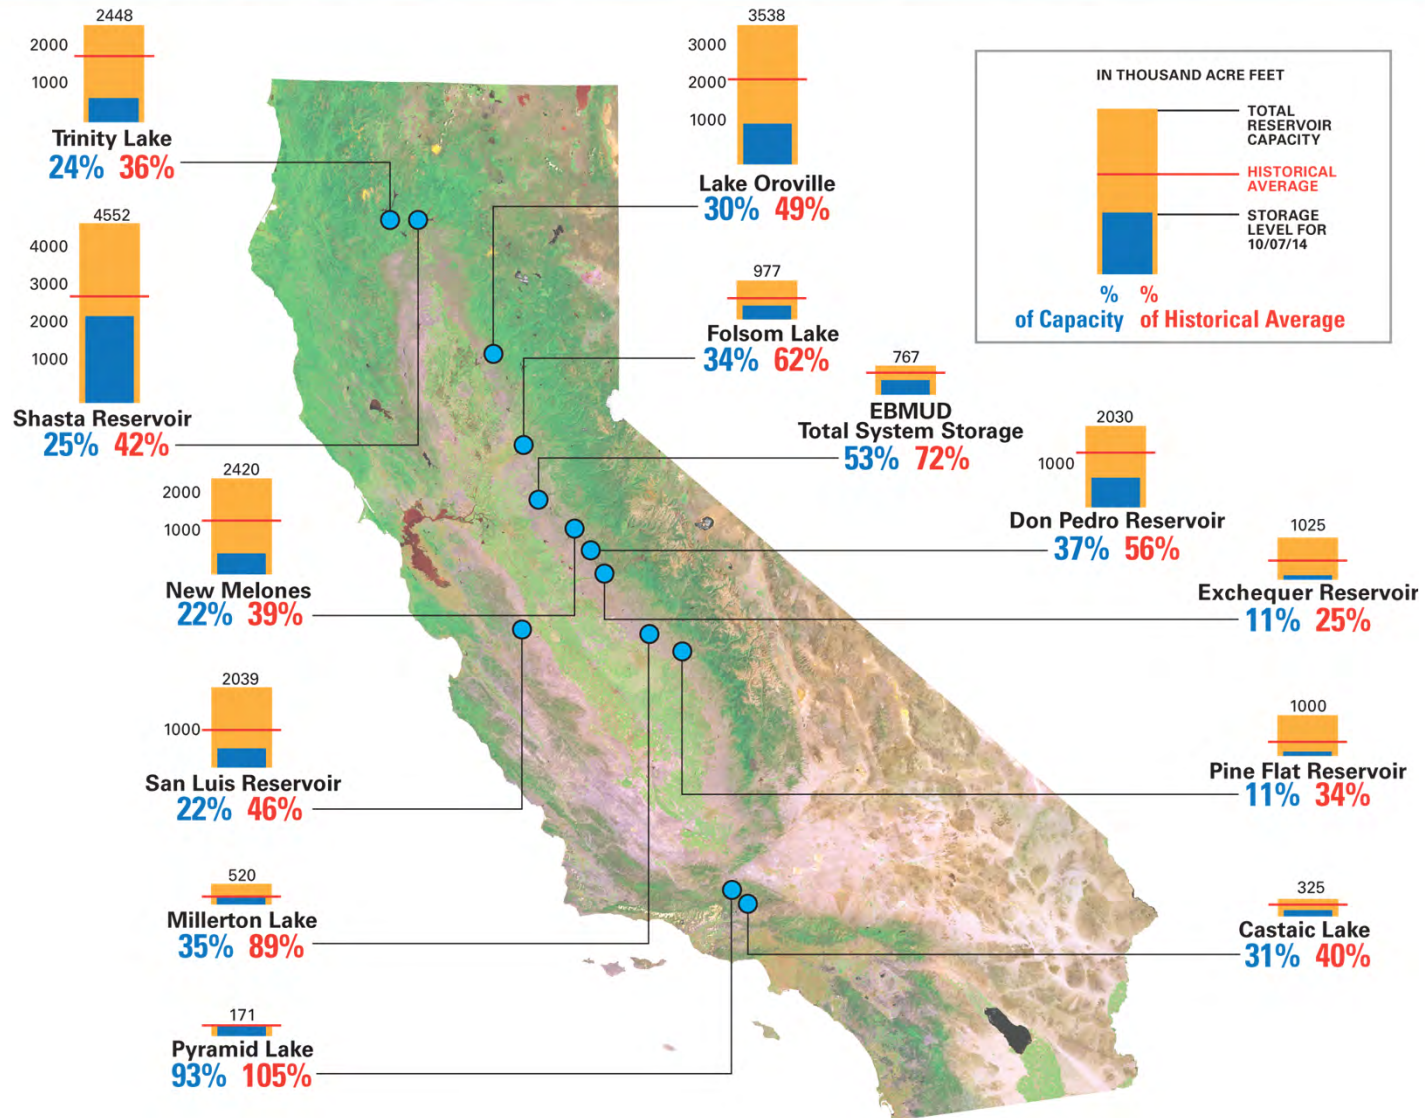 2448
2000
1000
Trinity Lake
24% 36%
4552
4000
3000
2000
1000
Shasta Reservoir
25% 42%
2420
2000
1000
New Melones
22% 39%
2039
1000
San Luis Reservoir
22% 46%
520
Millerton Lake
35% 89%
171
Pyramid Lake
93% 105%
3538
3000
2000
1000
Lake Oroville
30% 49%
977
Folsom Lake
34% 62%
767
EBMUD
Total System Storage
53% 72%
2030
1000
Don Pedro Reservoir
37% 56%
1025
Exchequer Reservoir
11% 25%
1000
Pine Flat Reservoir
11% 34%
325
Castaic Lake
31% 40%
IN THOUSAND ACRE FEET
TOTAL
RESERVOIR
CAPACITY
HISTORICAL
AVERAGE
STORAGE
LEVEL FOR
10/07/14
% %
of Capacity of Historical Average